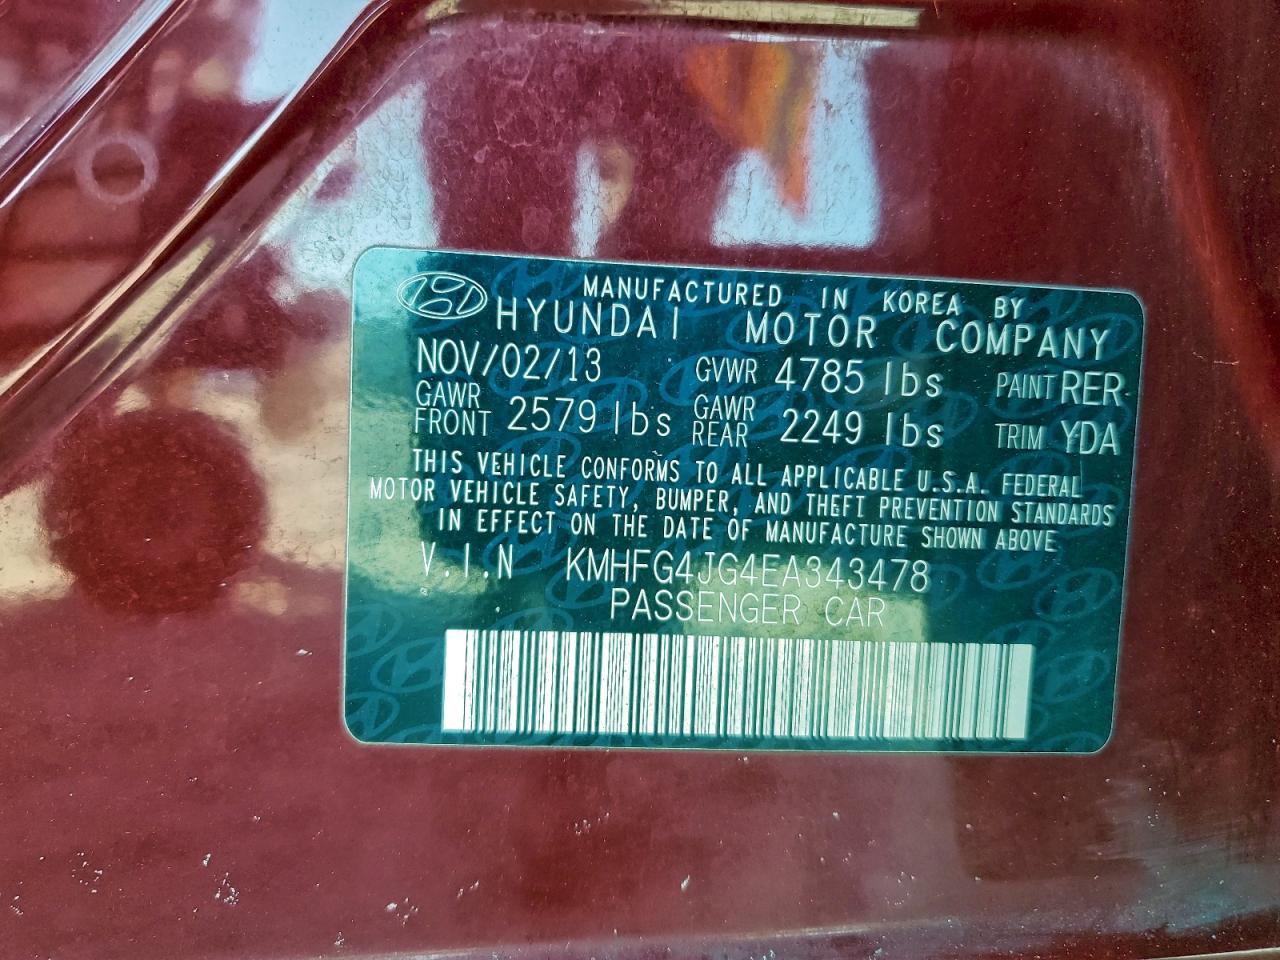 MANUFACTURED IN KOREA BY
HYUNDAI MOTOR COMPANY
NOV/02/13 GVWR 4785 lbs PAINT RER
GAWR FRONT 2579 lbs GAWR REAR 2249 lbs TRIM YDA
THIS VEHICLE CONFORMS TO ALL APPLICABLE U.S.A. FEDERAL
MOTOR VEHICLE SAFETY, BUMPER, AND THEFT PREVENTION STANDARDS
IN EFFECT ON THE DATE OF MANUFACTURE SHOWN ABOVE
V.I.N KMHFG4JG4EA343478
PASSENGER CAR